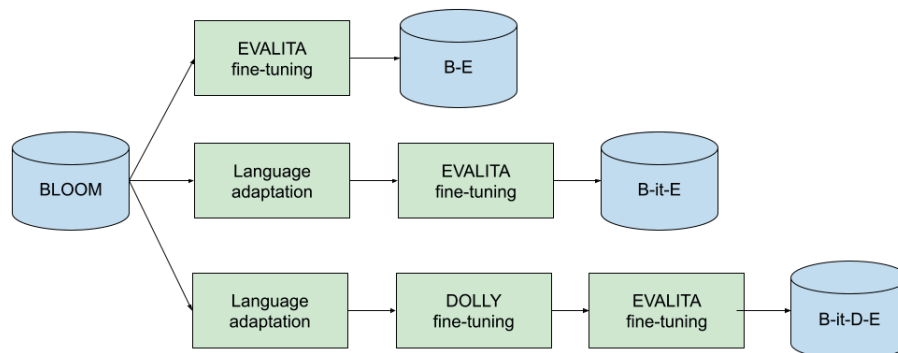 EVALITA
fine-tuning
B-E
BLOOM
Language
adaptation
EVALITA
fine-tuning
B-it-E
Language
adaptation
DOLLY
fine-tuning
EVALITA
fine-tuning
B-it-D-E